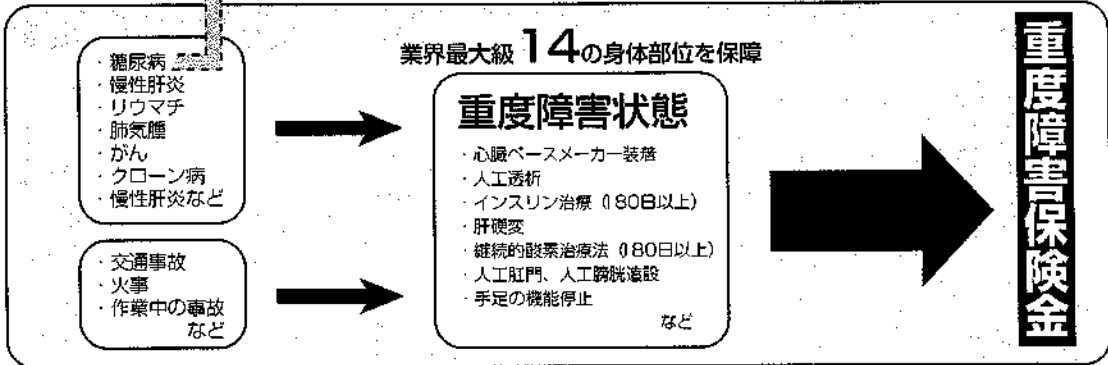 ・糖尿病
・慢性肝炎
・リウマチ
・肺気腫
・がん
・クローン病
・慢性肝炎など
・交通事故
・火事
・作業中の事故
など
業界最大級14の身体部位を保障
重度障害状態
・心臓ペースメーカー装着
・人工透析
・インスリン治療（180日以上）
・肝硬変
・継続的酸素治療法（180日以上）
・人工肛門、人工膀胱造設
・手足の機能停止
など
重度障害保険金